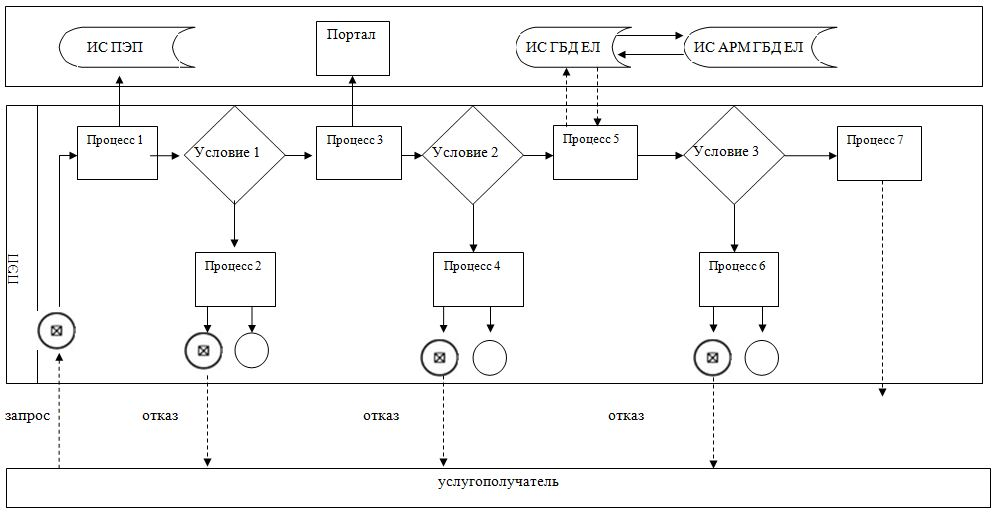 ИС ПЭП
Портал
ИС ГБД ЕЛ
ИС АРМ ГБД ЕЛ
Процесс 1
Условие 1
Процесс 3
Условие 2
Процесс 5
Условие 3
Процесс 7
ПЭП
Процесс 2
Процесс 4
Процесс 6
запрос
отказ
отказ
отказ
услугополучатель